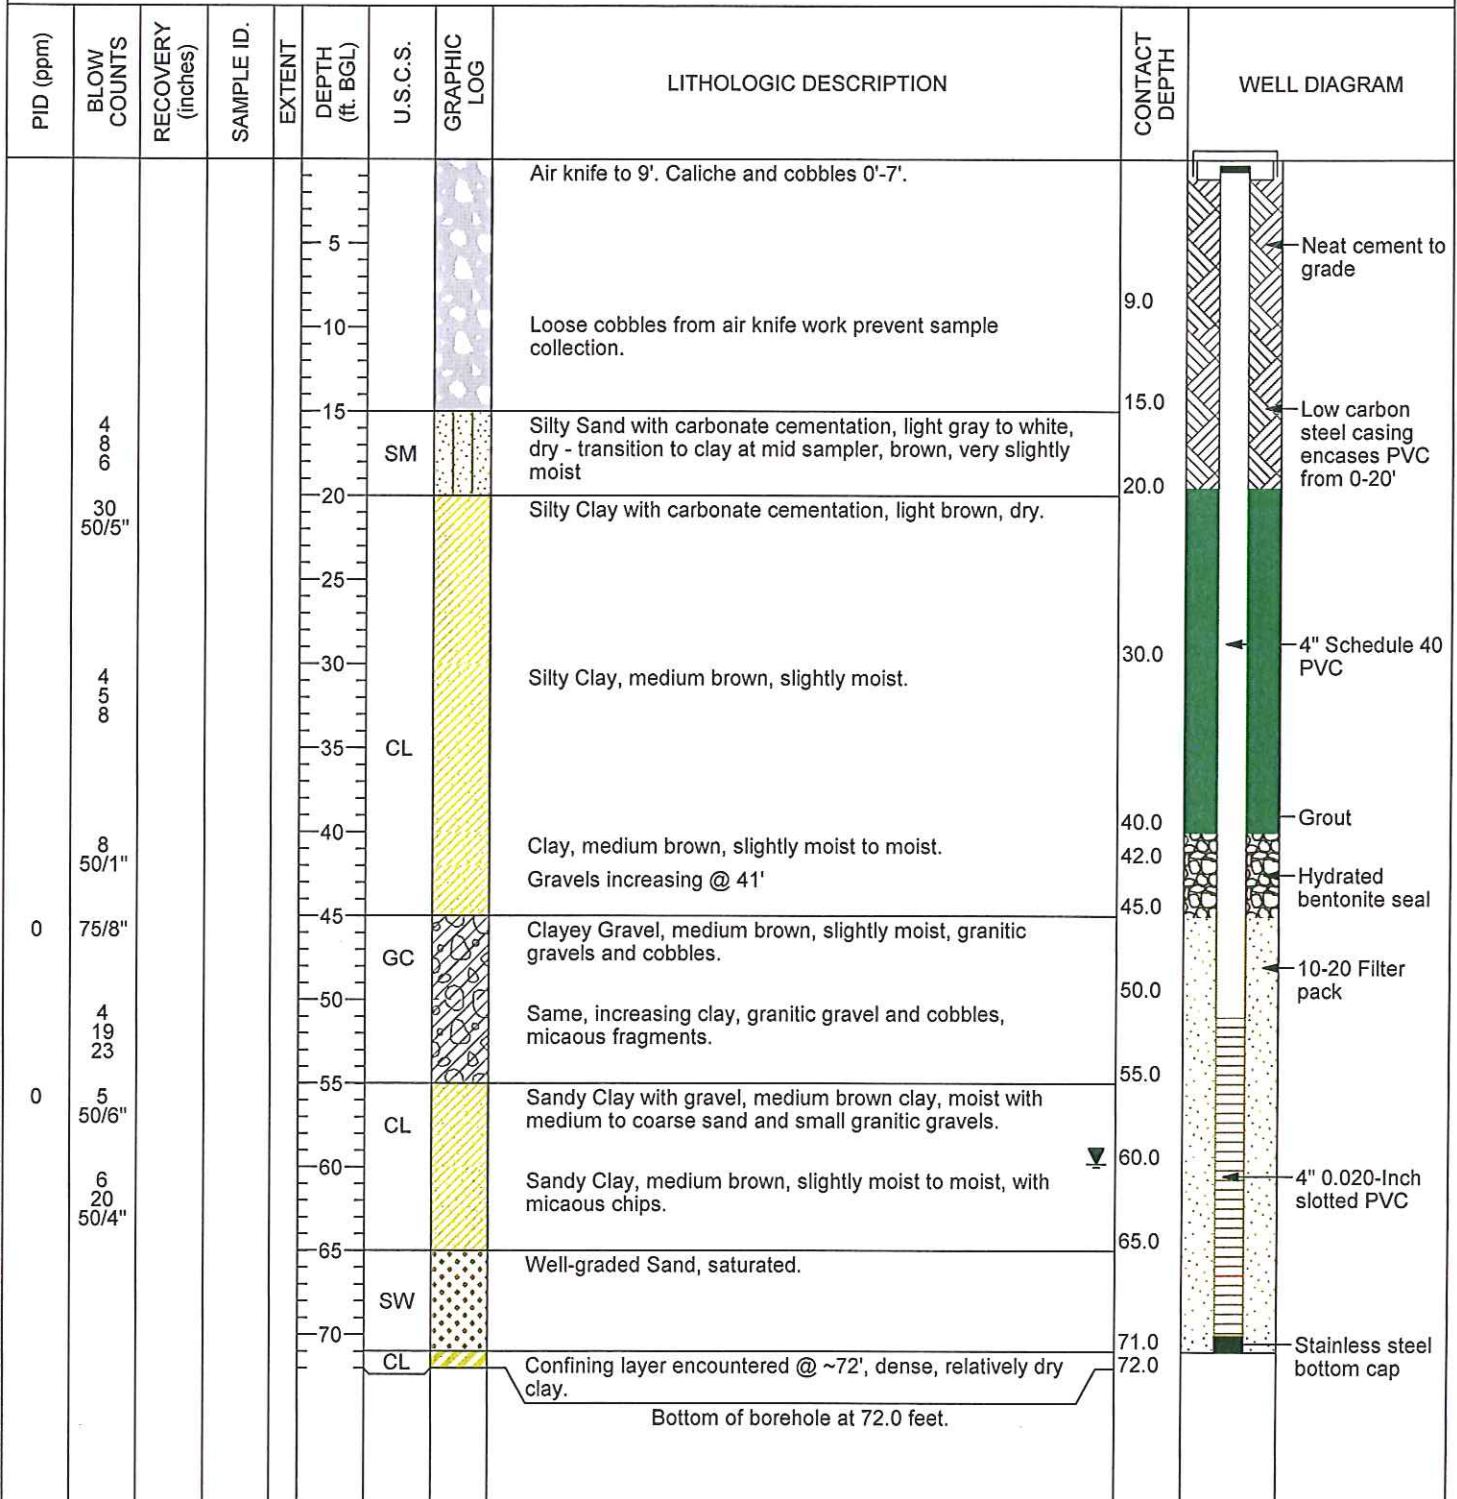 PID (ppm)
BLOW
COUNTS
RECOVERY
(inches)
SAMPLE ID.
EXTENT
DEPTH
(ft. BGL)
U.S.C.S.
GRAPHIC
LOG
LITHOLOGIC DESCRIPTION
CONTACT
DEPTH
WELL DIAGRAM
Air knife to 9'. Caliche and cobbles 0'-7'.
5
Neat cement to
grade
9.0
10
Loose cobbles from air knife work prevent sample
collection.
15
15.0
Low carbon
steel casing
encases PVC
from 0-20'
4
8
6
SM
Silty Sand with carbonate cementation, light gray to white,
dry - transition to clay at mid sampler, brown, very slightly
moist
20
20.0
30
50/5"
Silty Clay with carbonate cementation, light brown, dry.
25
30
30.0
4" Schedule 40
PVC
4
5
8
Silty Clay, medium brown, slightly moist.
35
CL
40
40.0
Grout
8
50/1"
Clay, medium brown, slightly moist to moist.
42.0
Gravels increasing @ 41'
Hydrated
bentonite seal
45
45.0
0
75/8"
GC
Clayey Gravel, medium brown, slightly moist, granitic
gravels and cobbles.
10-20 Filter
pack
50
50.0
4
19
23
Same, increasing clay, granitic gravel and cobbles,
micaous fragments.
55
55.0
0
5
50/6"
CL
Sandy Clay with gravel, medium brown clay, moist with
medium to coarse sand and small granitic gravels.
60
60.0
6
20
50/4"
Sandy Clay, medium brown, slightly moist to moist, with
micaous chips.
4" 0.020-Inch
slotted PVC
65
65.0
Well-graded Sand, saturated.
SW
70
71.0
Stainless steel
bottom cap
CL
Confining layer encountered @ ~72', dense, relatively dry
clay.
72.0
Bottom of borehole at 72.0 feet.